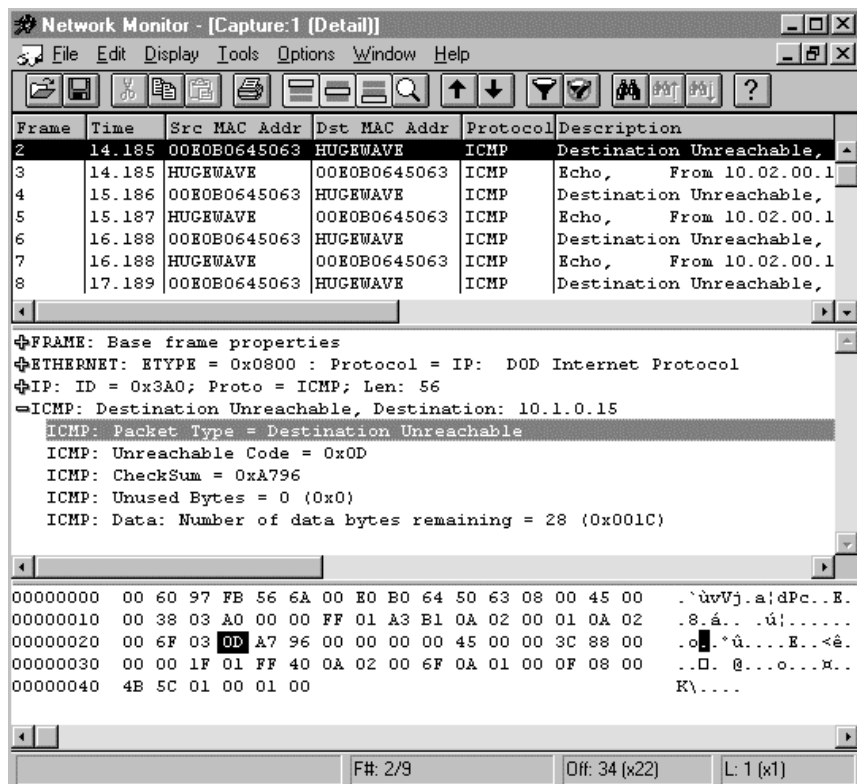 Network Monitor - [Capture:1 (Detail)]
File Edit Display Tools Options Window Help
Frame Time Src MAC Addr Dst MAC Addr Protocol Description
2 14.185 00E0B0645063 HUGEWAVE ICMP Destination Unreachable,
3 14.185 HUGEWAVE 00E0B0645063 ICMP Echo, From 10.02.00.1
4 15.186 00E0B0645063 HUGEWAVE ICMP Destination Unreachable,
5 15.187 HUGEWAVE 00E0B0645063 ICMP Echo, From 10.02.00.1
6 16.188 00E0B0645063 HUGEWAVE ICMP Destination Unreachable,
7 16.188 HUGEWAVE 00E0B0645063 ICMP Echo, From 10.02.00.1
8 17.189 00E0B0645063 HUGEWAVE ICMP Destination Unreachable,
FRAME: Base frame properties
ETHERNET: ETYPE = 0x0800 : Protocol = IP: DOD Internet Protocol
IP: ID = 0x3A0; Proto = ICMP; Len: 56
ICMP: Destination Unreachable, Destination: 10.1.0.15
ICMP: Packet Type = Destination Unreachable
ICMP: Unreachable Code = 0x0D
ICMP: CheckSum = 0xA796
ICMP: Unused Bytes = 0 (0x0)
ICMP: Data: Number of data bytes remaining = 28 (0x001C)
00000000 00 60 97 FB 56 6A 00 E0 B0 64 50 63 08 00 45 00 .`ùvVj.a¦dPc..E.
00000010 00 38 03 A0 00 00 FF 01 A3 B1 0A 02 00 01 0A 02 .8.á.. .ú¦......
00000020 00 6F 03 0D A7 96 00 00 00 00 45 00 00 3C 88 00 .o..°û....E..<ê.
00000030 00 00 1F 01 FF 40 0A 02 00 6F 0A 01 00 0F 08 00 @...o...¤..
00000040 4B 5C 01 00 01 00 K\....
F#: 2/9 Off: 34 (x22) L: 1 (x1)